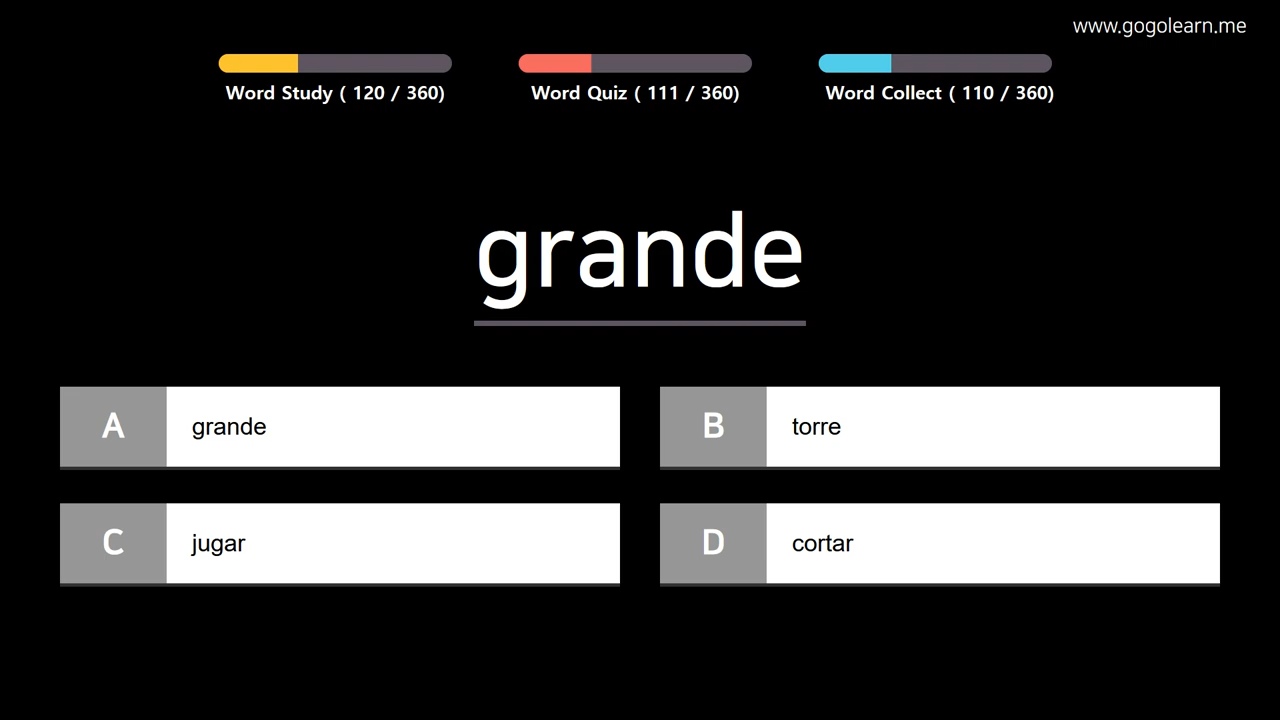 www.gogolearn.me
Word Study ( 120 / 360)
Word Quiz ( 111 / 360)
Word Collect ( 110 / 360)
grande
A grande
B torre
C jugar
D cortar